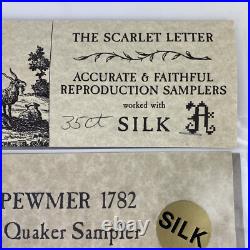 THE SCARLET LETTER
ACCURATE & FAITHFUL
REPRODUCTION SAMPLERS
worked with
35ct SILK A
PEWMER 1782
Quaker Sampler
SILK